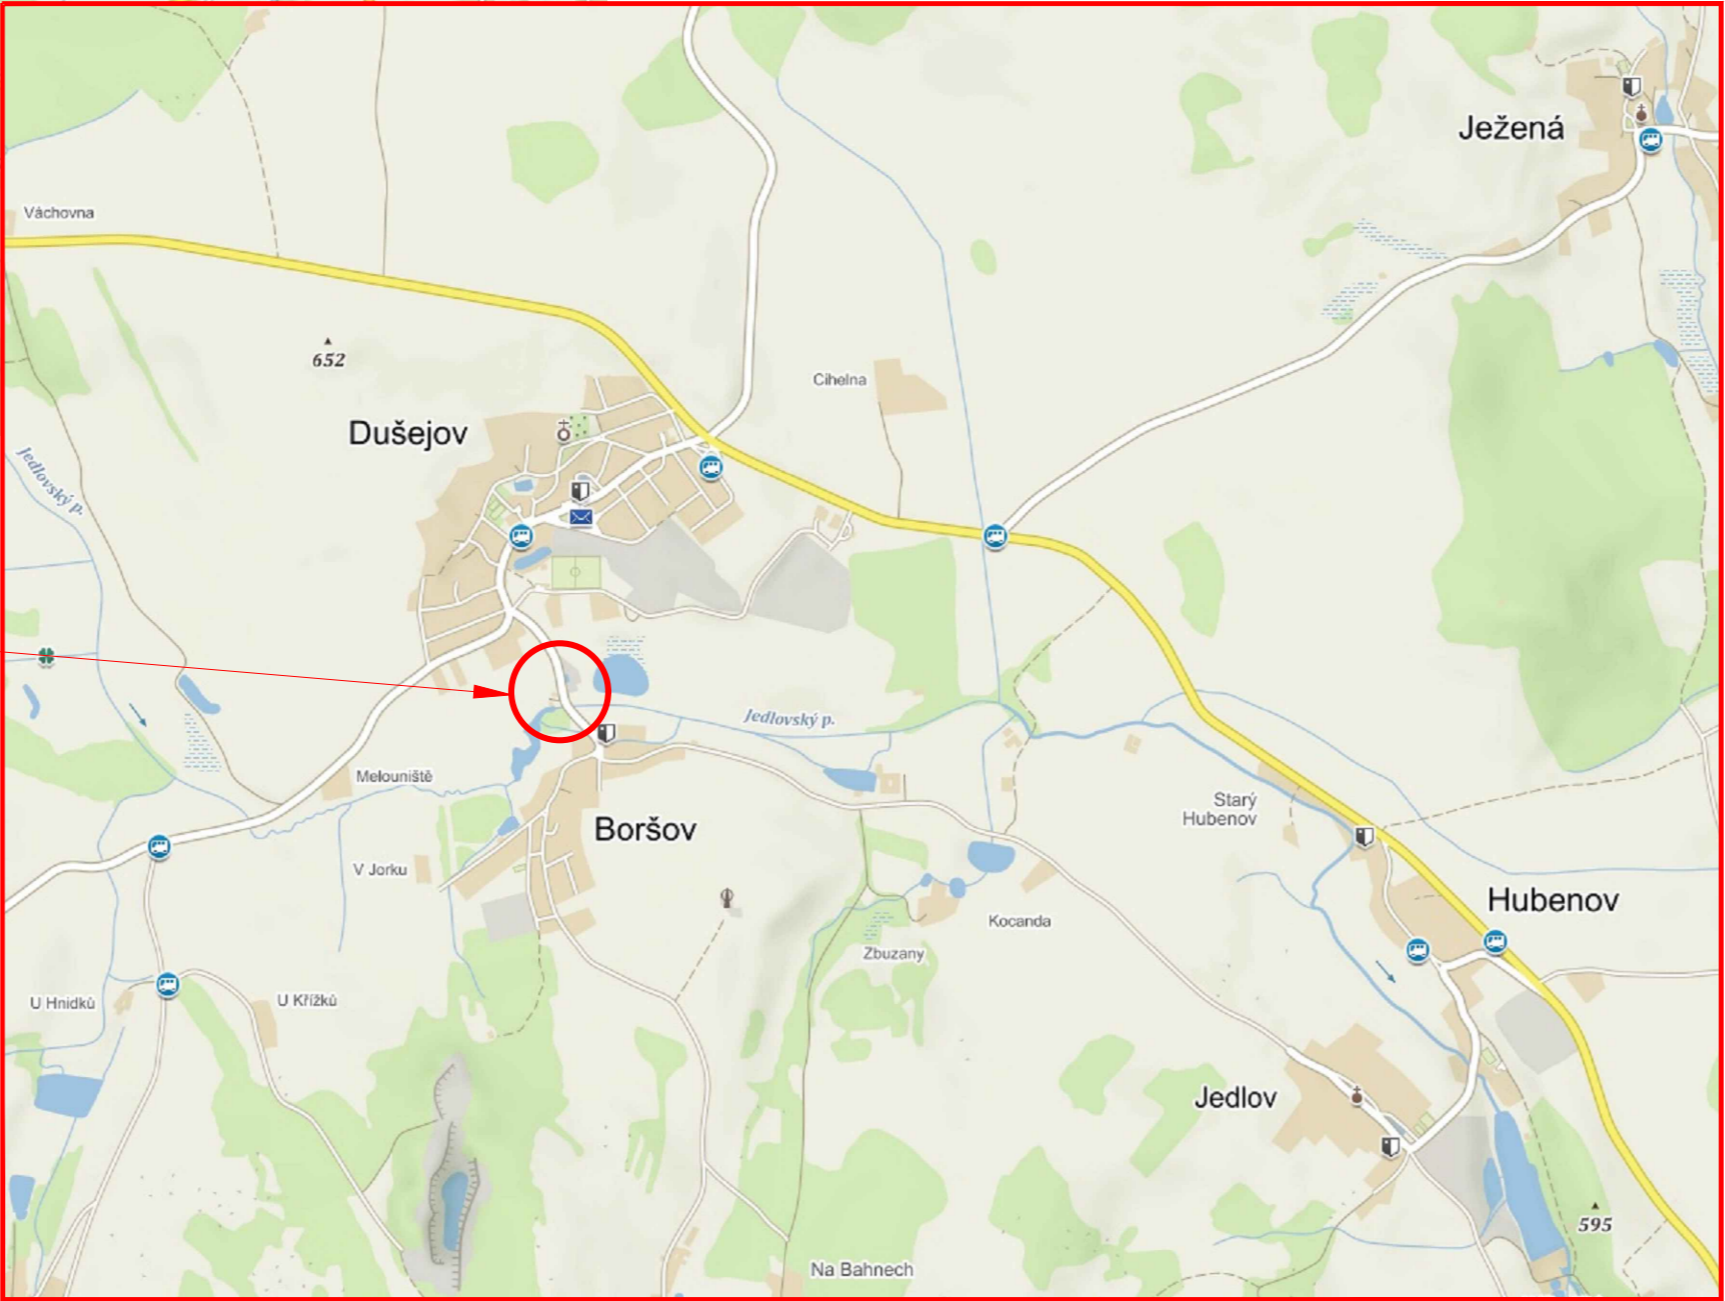 Ježená
Váchovna
652
Cihelna
Dušejov
Jedlovský p.
Jedlovský p.
Melouniště
Starý
Hubenov
Boršov
V Jorku
Hubenov
Kocanda
Zbuzany
U Hnidků
U Křížků
Jedlov
595
Na Bahnech